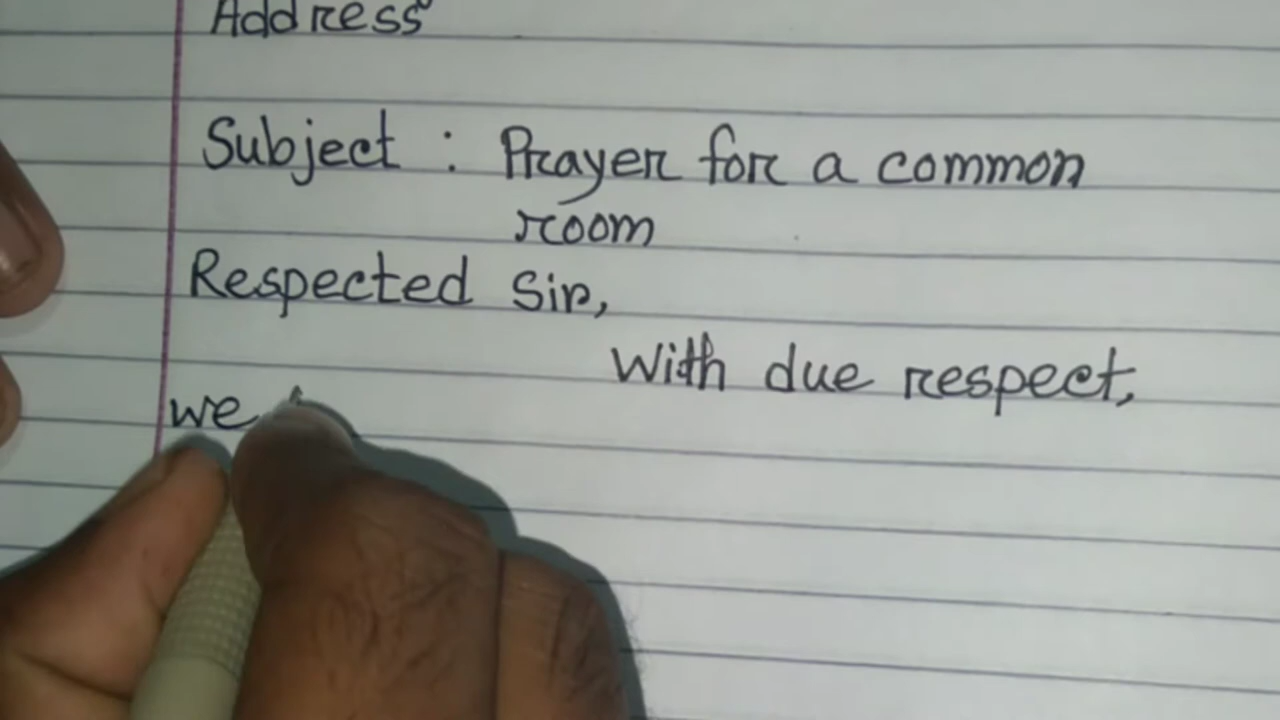 Address
Subject : Prayer for a common
room
Respected Sir,
With due respect,
we